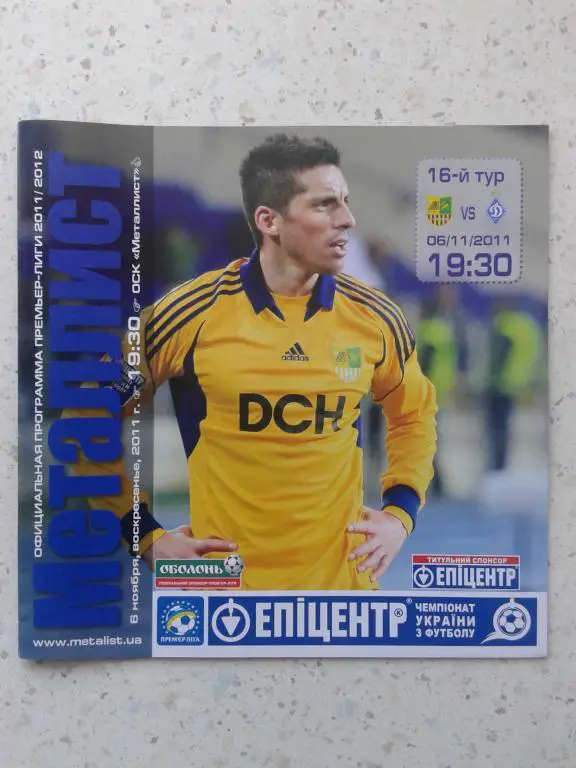 ОФИЦИАЛЬНАЯ ПРОГРАММА ПРЕМЬЕР-ЛИГИ 2011/2012
Металлист
6 ноября, воскресенье, 2011 г. 19:30 ОСК «Металлист»
www.metalist.ua
16-й тур
VS
06/11/2011
19:30
adidas
DCH
ОБОЛОНЬ
ТИТУЛЬНИЙ СПОНСОР
ЕПІЦЕНТР
ПРЕМ'ЄР-ЛІГА
ЕПІЦЕНТР®
ЧЕМПІОНАТ
УКРАЇНИ
З ФУТБОЛУ